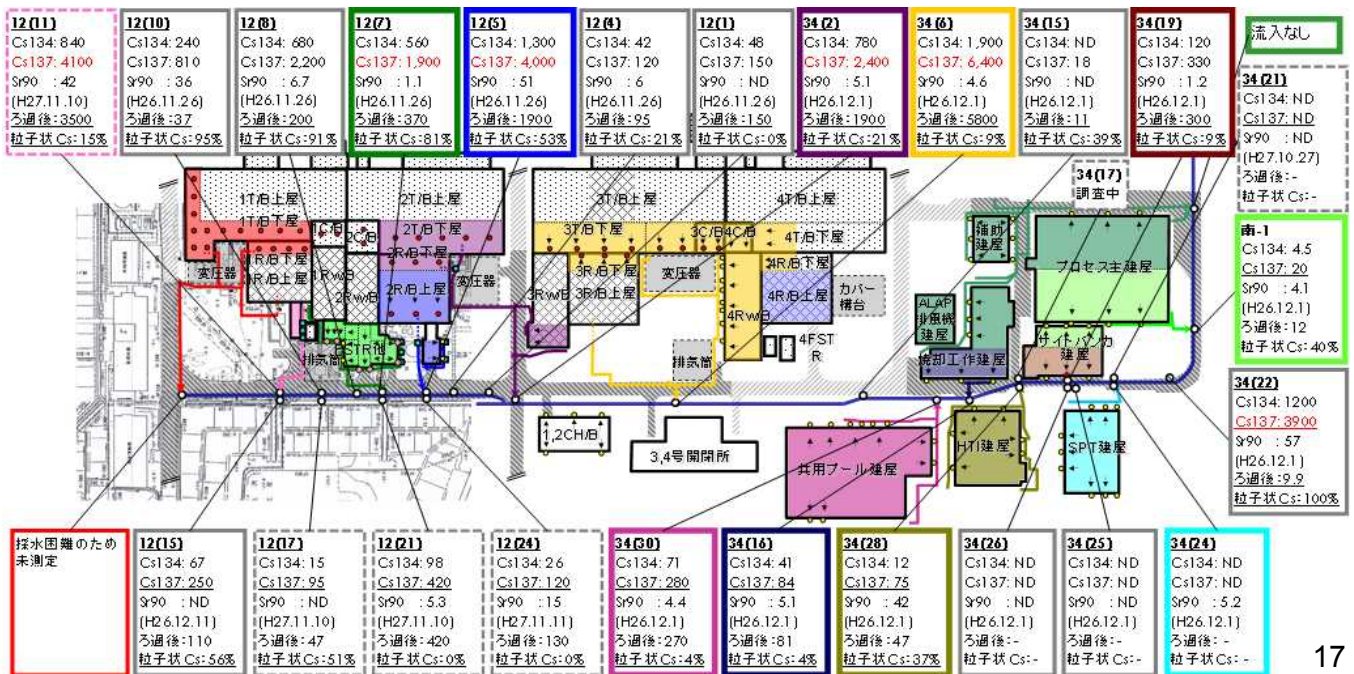 12(11)
Cs134: 840
Cs137: 4100
Sr90 : 42
(H27.11.10)
ろ過後:3500
粒子状Cs:15%
12(10)
Cs134: 240
Cs137: 810
Sr90 : 36
(H26.11.26)
ろ過後:37
粒子状Cs:95%
12(8)
Cs134: 680
Cs137: 2,200
Sr90 : 6.7
(H26.11.26)
ろ過後:200
粒子状Cs:91%
12(7)
Cs134: 560
Cs137: 1,900
Sr90 : 1.1
(H26.11.26)
ろ過後:370
粒子状Cs:81%
12(5)
Cs134: 1,300
Cs137: 4,000
Sr90 : 51
(H26.11.26)
ろ過後:1900
粒子状Cs:53%
12(4)
Cs134: 42
Cs137: 120
Sr90 : 6
(H26.11.26)
ろ過後:95
粒子状Cs:21%
12(1)
Cs134: 48
Cs137: 150
Sr90 : ND
(H26.11.26)
ろ過後:150
粒子状Cs:0%
34(2)
Cs134: 780
Cs137: 2,400
Sr90 : 5.1
(H26.12.1)
ろ過後:1900
粒子状Cs:21%
34(6)
Cs134: 1,900
Cs137: 6,400
Sr90 : 4.6
(H26.12.1)
ろ過後:5800
粒子状Cs:9%
34(15)
Cs134: ND
Cs137: 18
Sr90 : ND
(H26.12.1)
ろ過後:11
粒子状Cs:39%
34(19)
Cs134: 120
Cs137: 330
Sr90 : 1.2
(H26.12.1)
ろ過後:300
粒子状Cs:9%
流入なし
34(21)
Cs134: ND
Cs137: ND
Sr90 : ND
(H27.10.27)
ろ過後:-
粒子状Cs:-
34(17)
調査中
南-1
Cs134: 4.5
Cs137: 20
Sr90 : 4.1
(H26.12.1)
ろ過後:12
粒子状Cs:40%
34(22)
Cs134: 1200
Cs137: 3900
Sr90 : 57
(H26.12.1)
ろ過後:9.9
粒子状Cs:100%
1T/B上屋
1T/B下屋
2T/B上屋
2T/B下屋
3T/B上屋
3T/B下屋
4T/B上屋
4T/B下屋
1C/B
2C/B
3C/B4C/B
変圧器
1R/B下屋
1R/B上屋
1Rw/B
2Rw/B
2R/B下屋
2R/B上屋
変圧器
3Rw/B
3R/B下屋
3R/B上屋
変圧器
4Rw/B
4R/B下屋
4R/B上屋
カバー
構台
4FST
R
排気筒
排気筒
補助
建屋
プロセス主建屋
ALAP
排風機
建屋
焼却工作建屋
サイトバンカ
建屋
1,2CH/B
3,4号開閉所
共用プール建屋
HTI建屋
SPT建屋
採水困難のため
未測定
12(15)
Cs134: 67
Cs137: 250
Sr90 : ND
(H26.12.11)
ろ過後:110
粒子状Cs:56%
12(17)
Cs134: 15
Cs137: 95
Sr90 : ND
(H27.11.10)
ろ過後:47
粒子状Cs:51%
12(21)
Cs134: 98
Cs137: 420
Sr90 : 5.3
(H27.11.10)
ろ過後:420
粒子状Cs:0%
12(24)
Cs134: 26
Cs137: 120
Sr90 : 15
(H27.11.11)
ろ過後:130
粒子状Cs:0%
34(30)
Cs134: 71
Cs137: 280
Sr90 : 4.4
(H26.12.1)
ろ過後:270
粒子状Cs:4%
34(16)
Cs134: 41
Cs137: 84
Sr90 : 5.1
(H26.12.1)
ろ過後:81
粒子状Cs:4%
34(28)
Cs134: 12
Cs137: 75
Sr90 : 42
(H26.12.1)
ろ過後:47
粒子状Cs:37%
34(26)
Cs134: ND
Cs137: ND
Sr90 : ND
(H26.12.1)
ろ過後:-
粒子状Cs:-
34(25)
Cs134: ND
Cs137: ND
Sr90 : ND
(H26.12.1)
ろ過後:-
粒子状Cs:-
34(24)
Cs134: ND
Cs137: ND
Sr90 : 5.2
(H26.12.1)
ろ過後:-
粒子状Cs:-
17